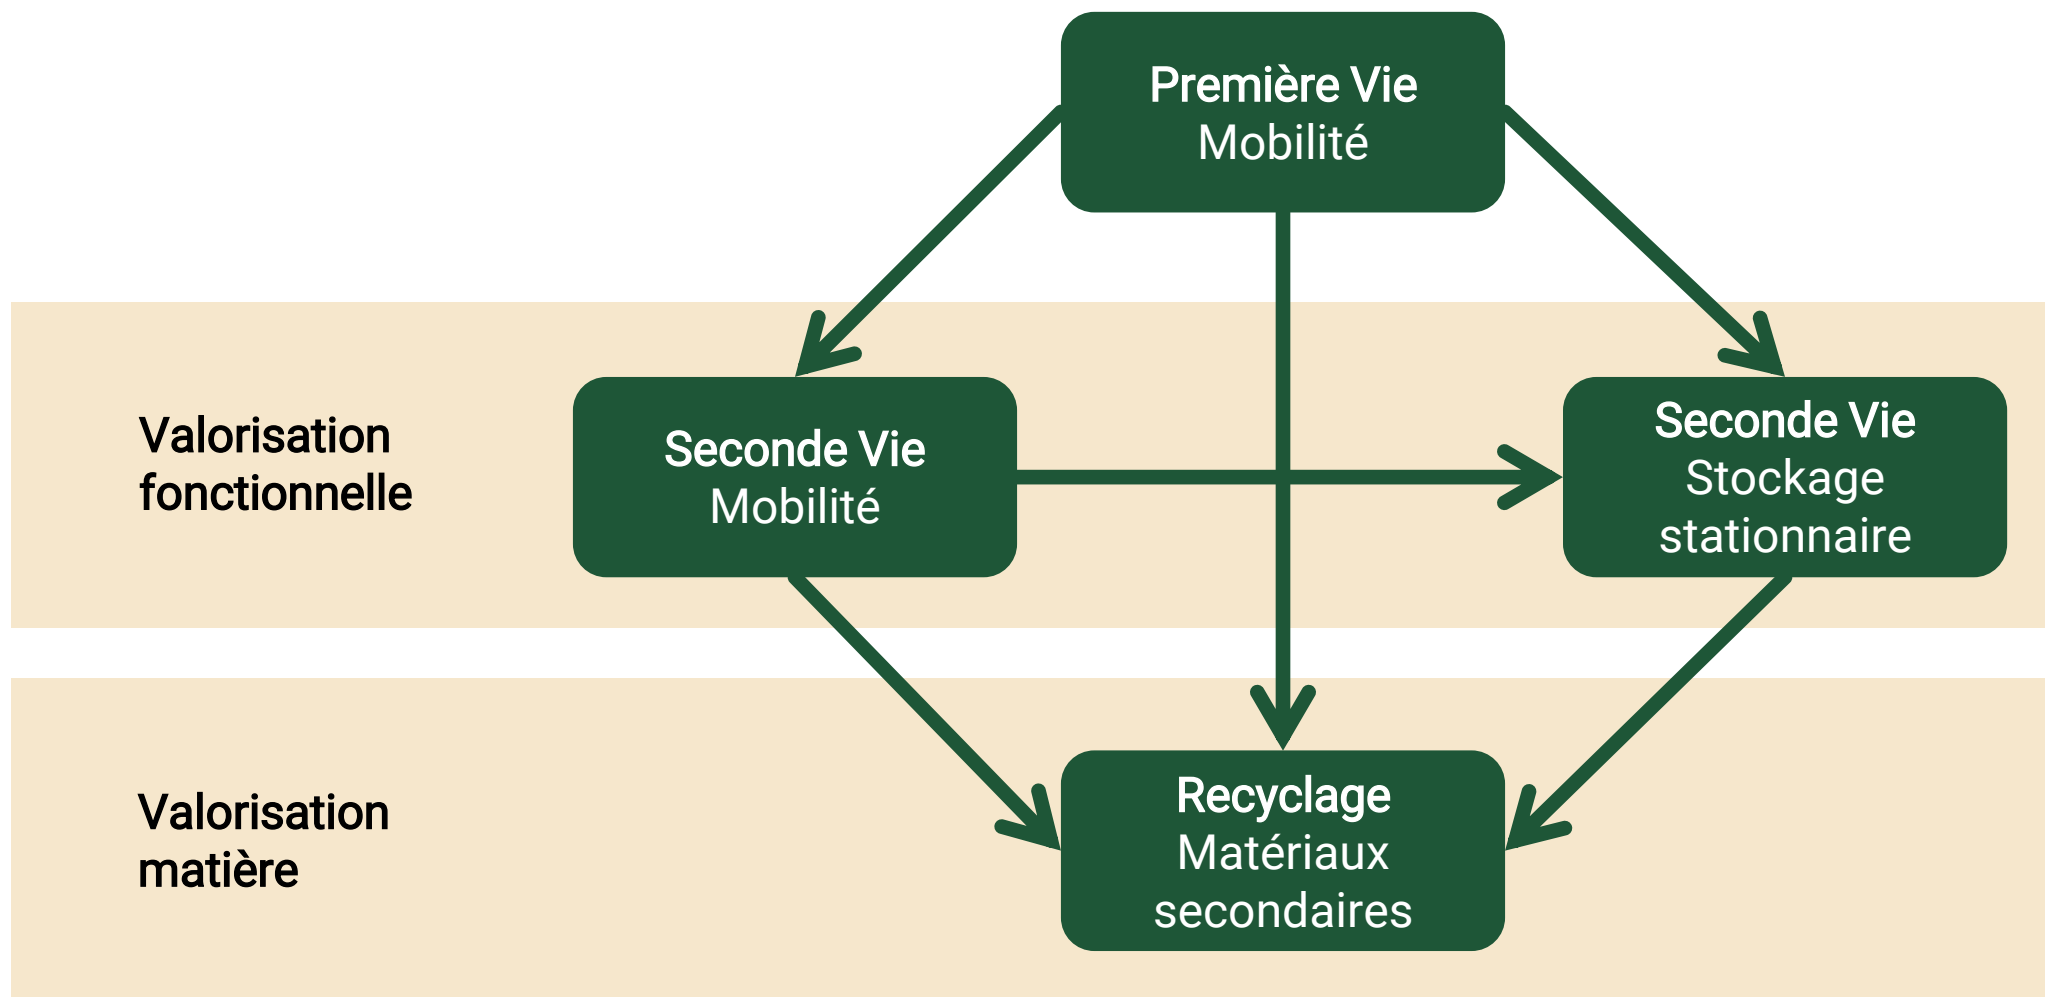 Première Vie
Mobilité
Valorisation
fonctionnelle
Seconde Vie
Mobilité
Seconde Vie
Stockage
stationnaire
Valorisation
matière
Recyclage
Matériaux
secondaires